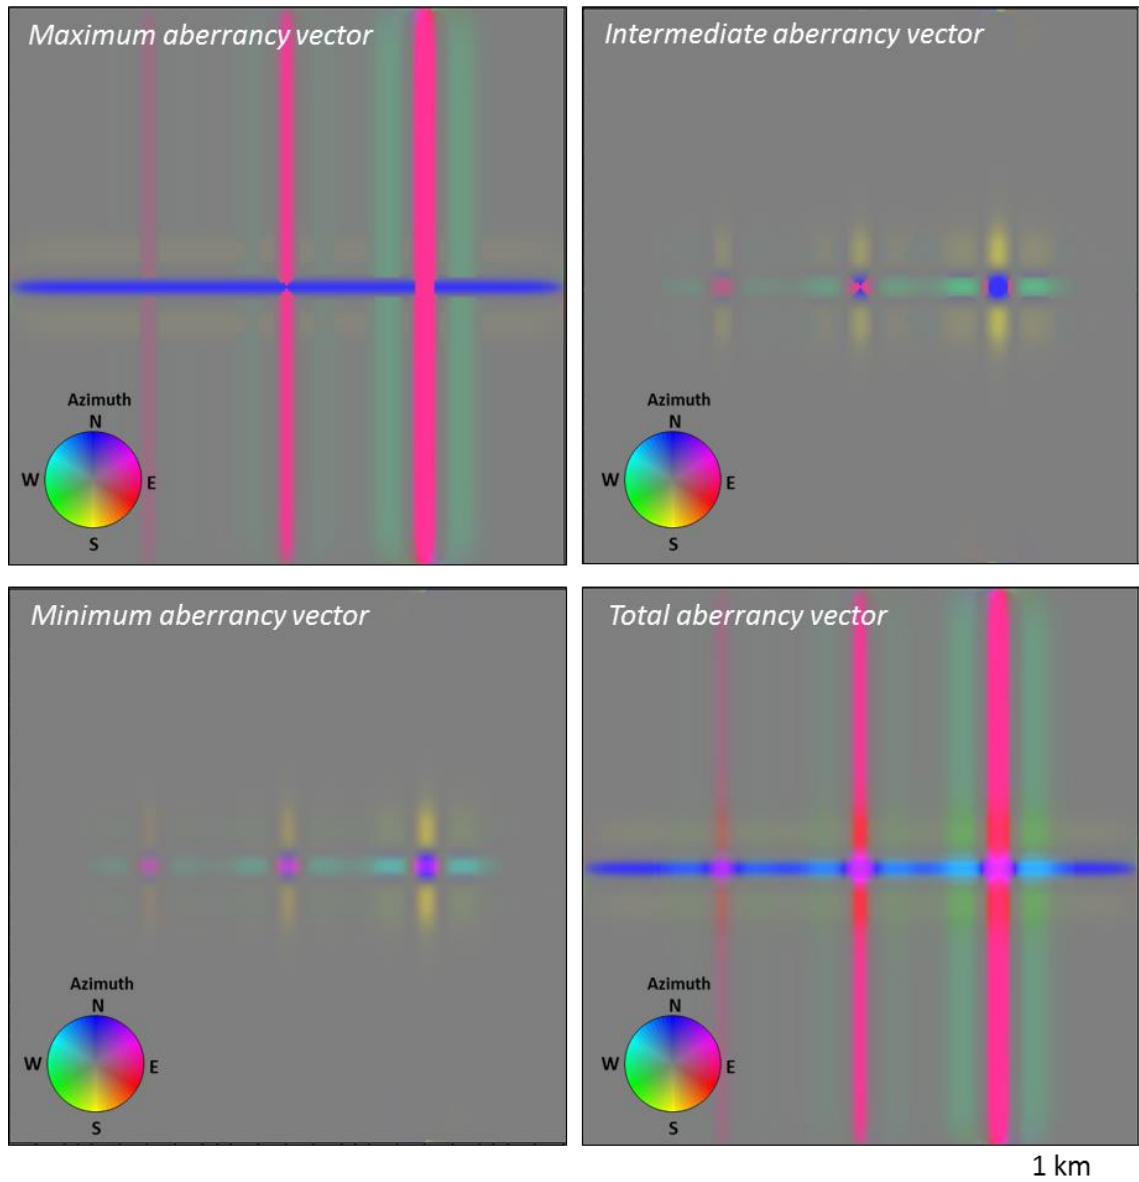 Maximum aberrancy vector
Intermediate aberrancy vector
Azimuth
N
W
E
S
Azimuth
N
W
E
S
Minimum aberrancy vector
Total aberrancy vector
Azimuth
N
W
E
S
Azimuth
N
W
E
S
1 km